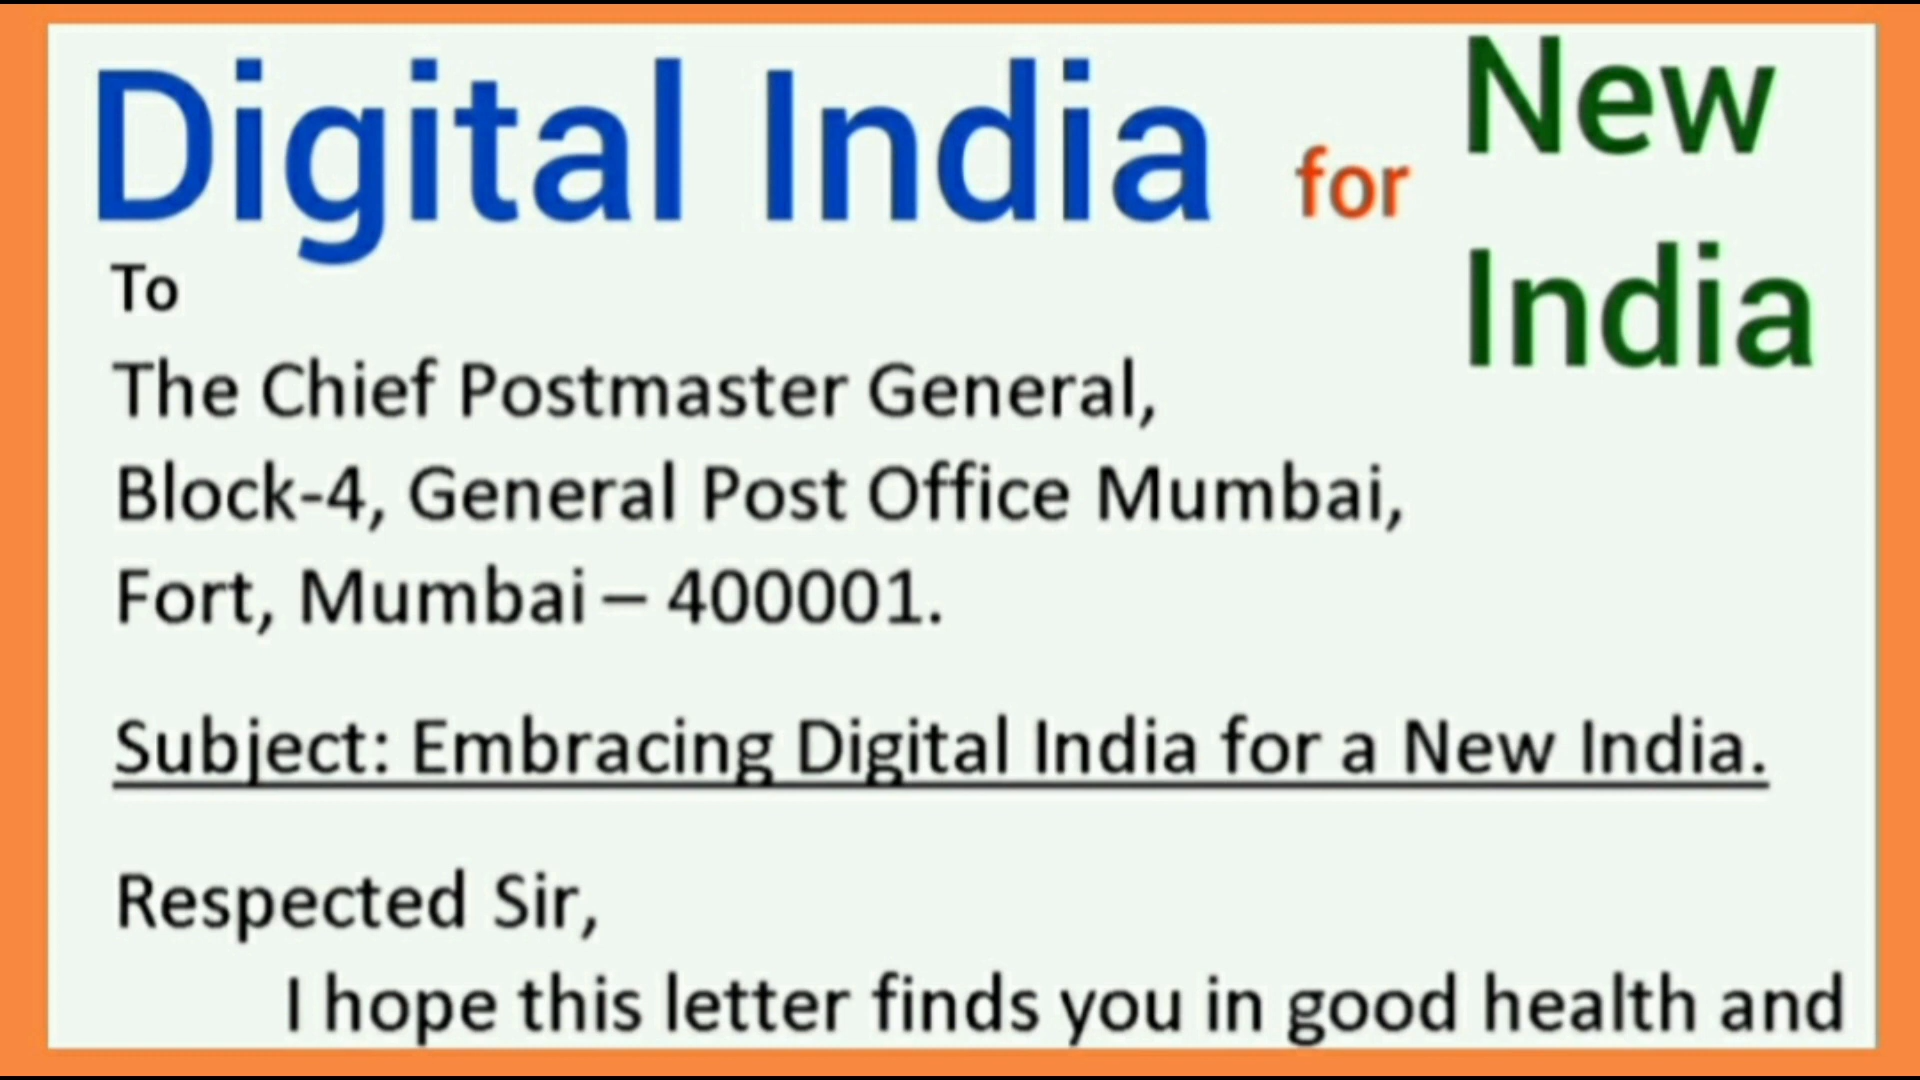 Digital India for New India
To
The Chief Postmaster General,
Block-4, General Post Office Mumbai,
Fort, Mumbai – 400001.
Subject: Embracing Digital India for a New India.
Respected Sir,
I hope this letter finds you in good health and